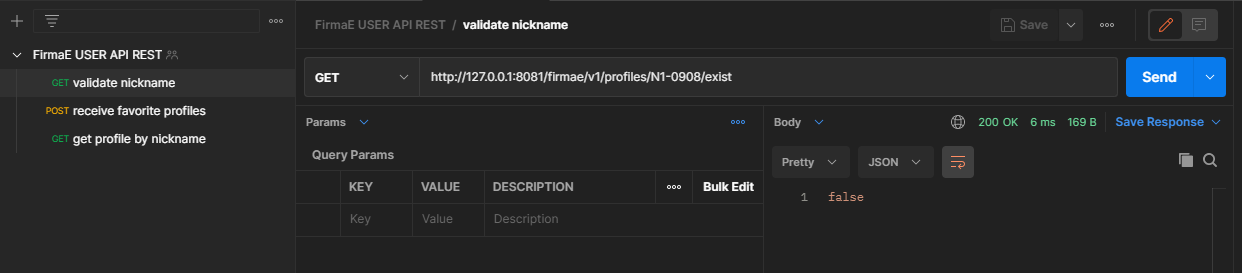 FirmaE USER API REST / validate nickname
Save
FirmaE USER API REST
GET validate nickname
POST receive favorite profiles
GET get profile by nickname
GET
http://127.0.0.1:8081/firmae/v1/profiles/N1-0908/exist
Send
Params
Query Params
KEY VALUE DESCRIPTION Bulk Edit
Key Value Description
Body
200 OK 6 ms 169 B Save Response
Pretty JSON
1 false